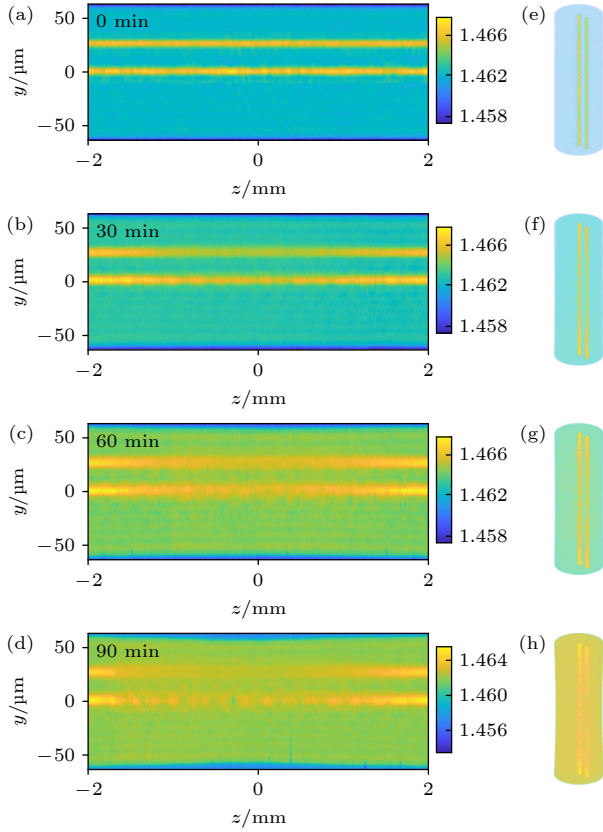 (a)
0 min
50
0
−50
y/μm
−2
0
2
z/mm
1.466
1.462
1.458
(e)
(b)
30 min
50
0
−50
y/μm
−2
0
2
z/mm
1.466
1.462
1.458
(f)
(c)
60 min
50
0
−50
y/μm
−2
0
2
z/mm
1.466
1.462
1.458
(g)
(d)
90 min
50
0
−50
y/μm
−2
0
2
z/mm
1.464
1.460
1.456
(h)